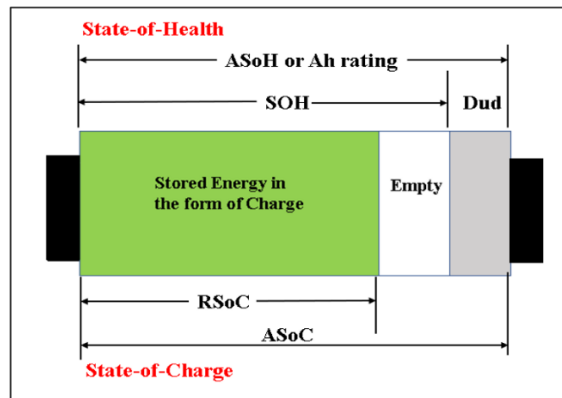 State-of-Health
ASoH or Ah rating
SOH
Dud
Stored Energy in
the form of Charge
Empty
RSoC
ASoC
State-of-Charge